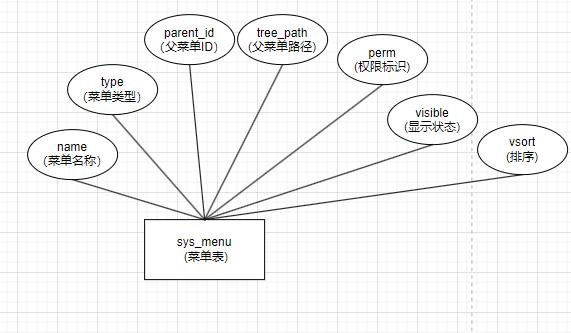 parent_id
(父菜单ID)
tree_path
(父菜单路径)
perm
(权限标识)
type
(菜单类型)
visible
(显示状态)
name
(菜单名称)
vsort
(排序)
sys_menu
(菜单表)